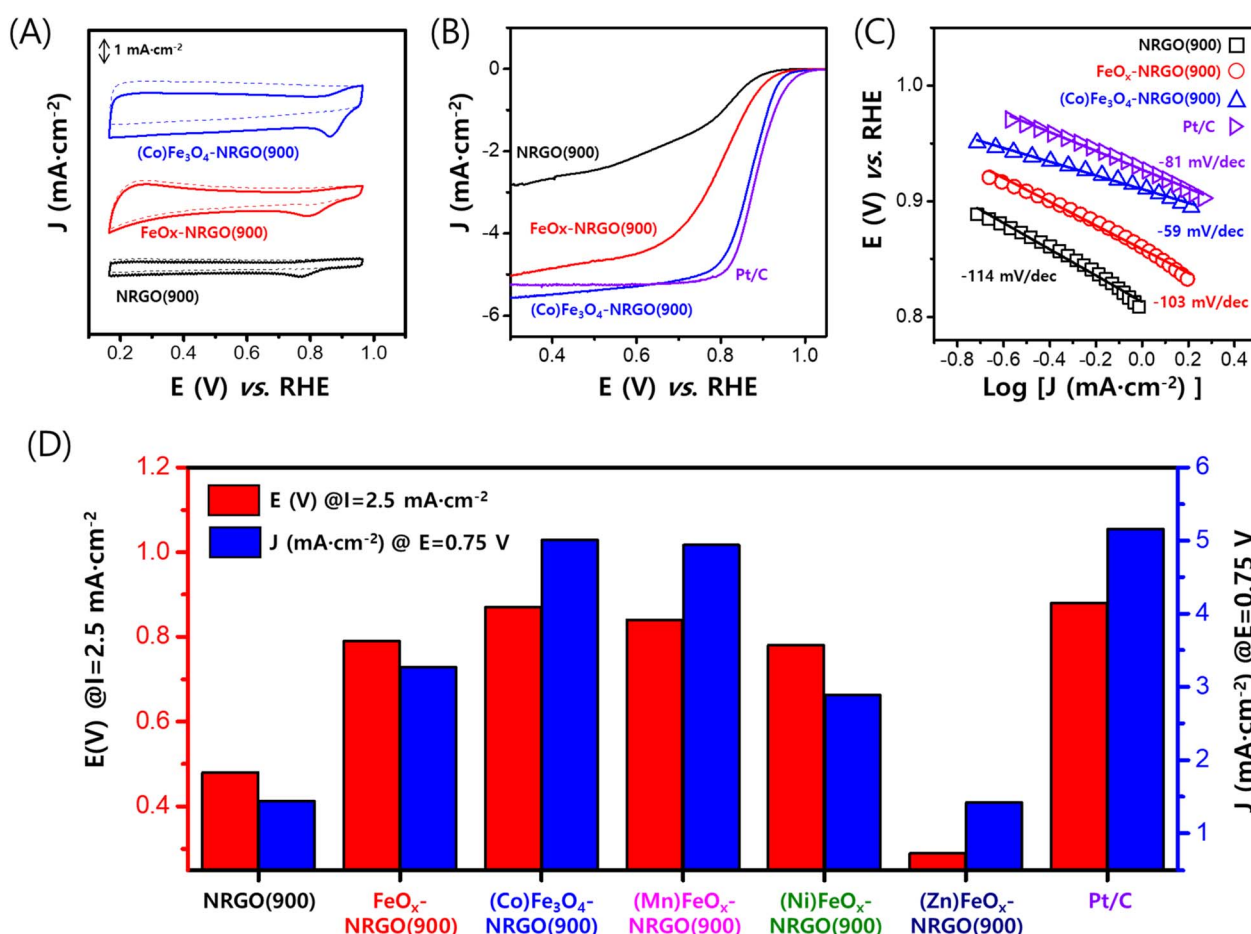 (A)
1 mA·cm-2
J (mA·cm-2)
(Co)Fe3O4-NRGO(900)
FeOx-NRGO(900)
NRGO(900)
0.2 0.4 0.6 0.8 1.0
E (V) vs. RHE
(B)
J (mA·cm-2)
0
-2
-4
-6
NRGO(900)
FeOx-NRGO(900)
Pt/C
(Co)Fe3O4-NRGO(900)
0.4 0.6 0.8 1.0
E (V) vs. RHE
(C)
E (V) vs. RHE
1.0
0.9
0.8
NRGO(900)
FeOx-NRGO(900)
(Co)Fe3O4-NRGO(900)
Pt/C
-81 mV/dec
-59 mV/dec
-114 mV/dec
-103 mV/dec
-0.8 -0.4 0.0 0.2 0.4
Log [J (mA·cm-2) ]
(D)
E(V) @I=2.5 mA·cm-2
1.2
1.0
0.8
0.6
0.4
E (V) @I=2.5 mA·cm-2
J (mA·cm-2) @ E=0.75 V
6
5
4
3
2
1
J (mA·cm-2) @E=0.75 V
NRGO(900)
FeOx-
NRGO(900)
(Co)Fe3O4-
NRGO(900)
(Mn)FeOx-
NRGO(900)
(Ni)FeOx-
NRGO(900)
(Zn)FeOx-
NRGO(900)
Pt/C